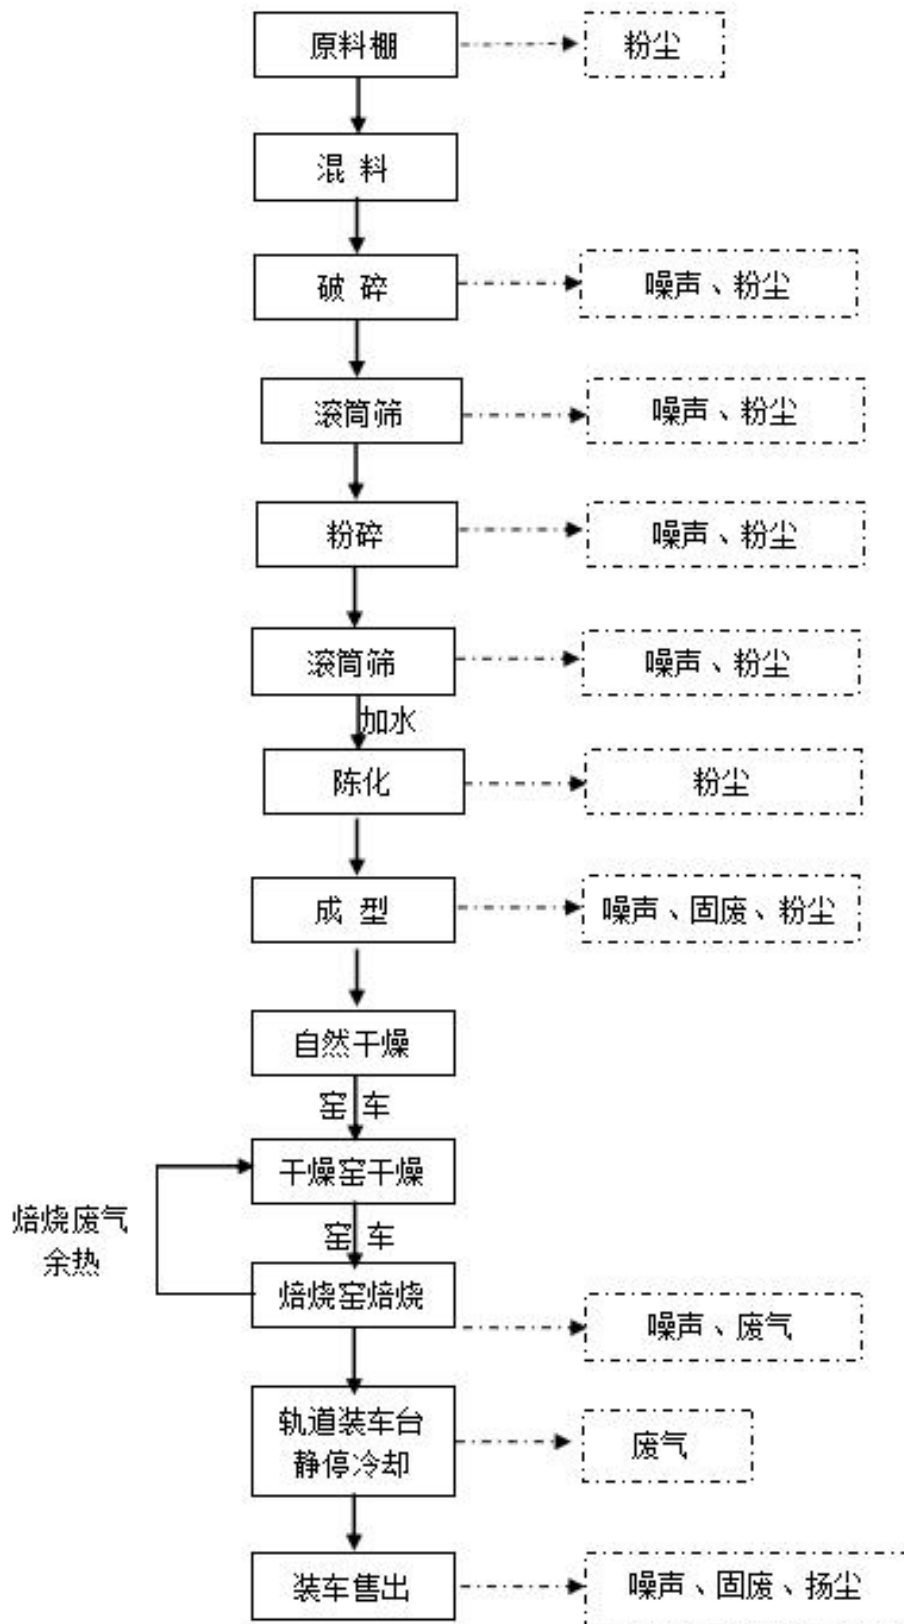 原料棚
粉尘
混 料
破 碎
噪声、粉尘
滚筒筛
噪声、粉尘
粉碎
噪声、粉尘
滚筒筛
噪声、粉尘
加水
陈化
粉尘
成 型
噪声、固废、粉尘
自然干燥
窑 车
干燥窑干燥
焙烧废气
余热
窑 车
焙烧窑焙烧
噪声、废气
轨道装车台
静停冷却
废气
装车售出
噪声、固废、扬尘